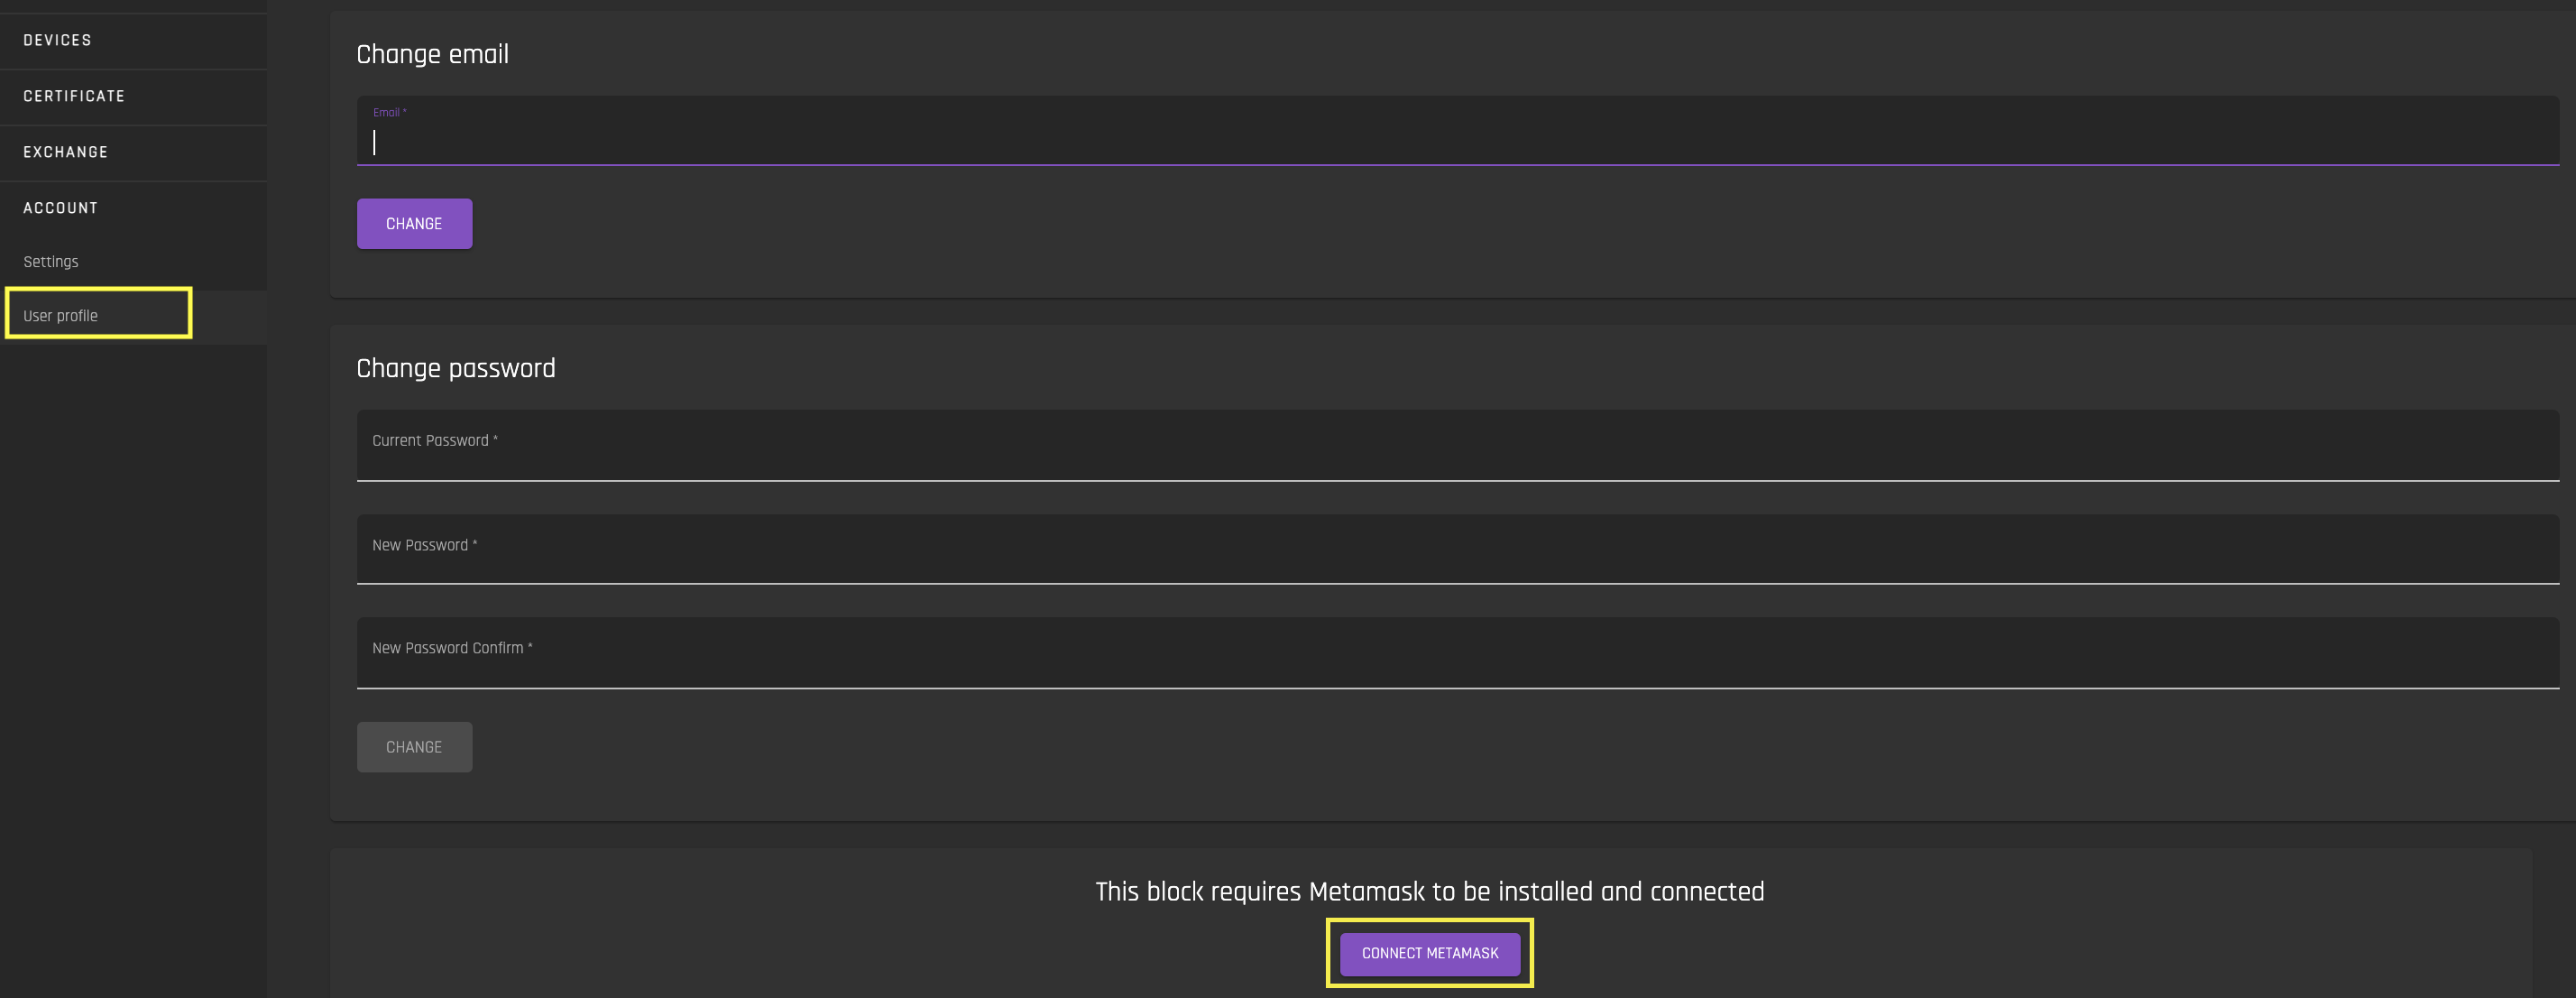 DEVICES
CERTIFICATE
EXCHANGE
ACCOUNT
Settings
User profile
Change email
Email *
CHANGE
Change password
Current Password *
New Password *
New Password Confirm *
CHANGE
This block requires Metamask to be installed and connected
CONNECT METAMASK